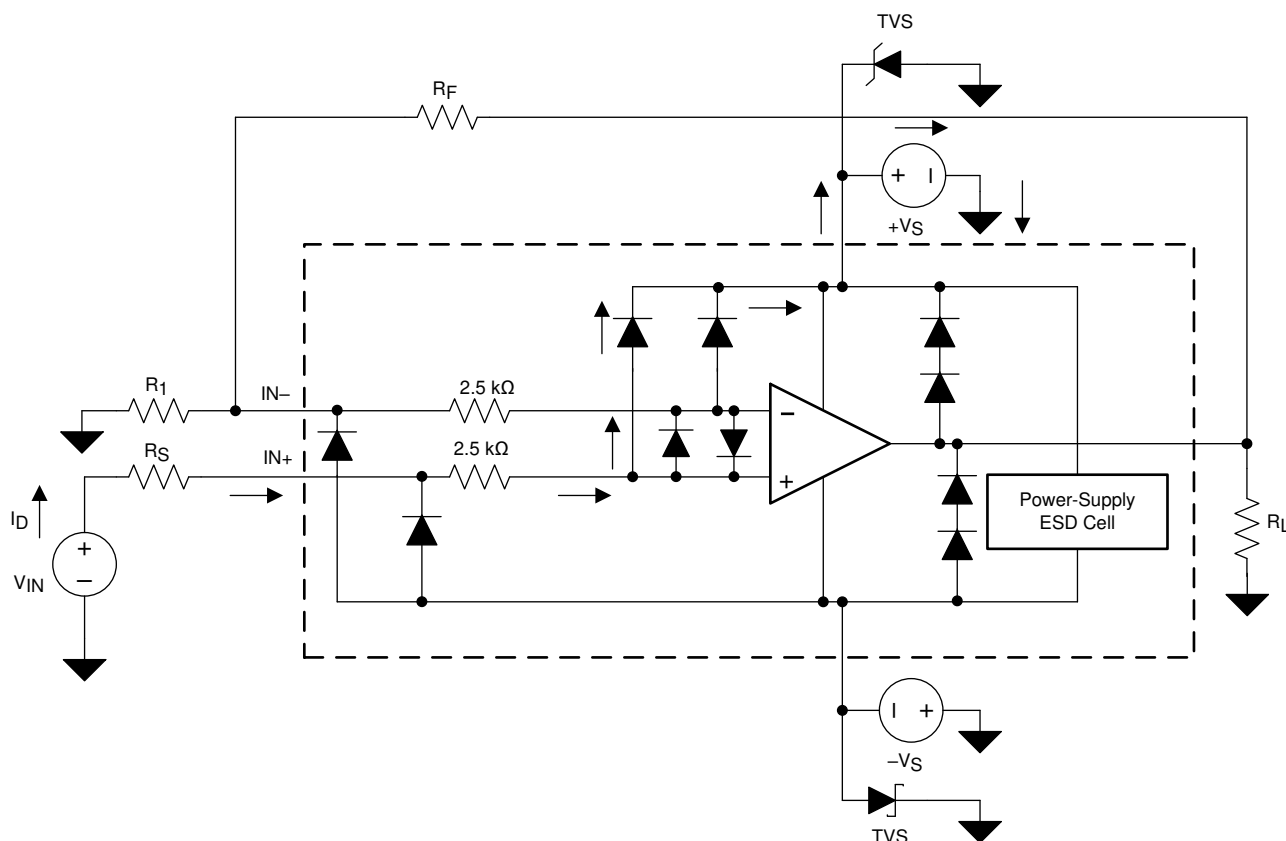 TVS
RF
+ –
+VS
R1
IN–
2.5 kΩ
RS
IN+
2.5 kΩ
–
+
ID
+
–
VIN
Power-Supply
ESD Cell
RL
– +
–VS
TVS